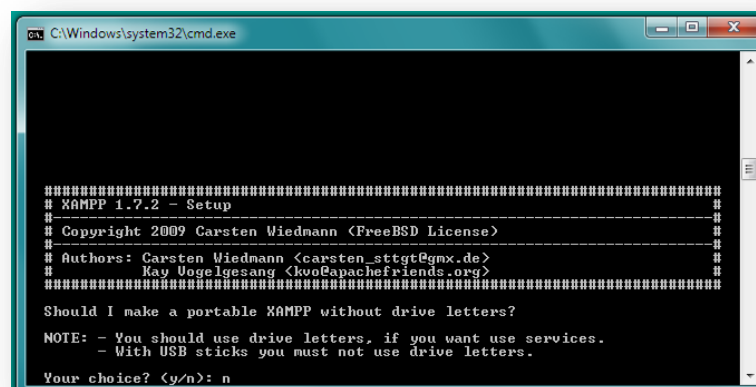 C:\Windows\system32\cmd.exe
###########################################################################
# XAMPP 1.7.2 - Setup #
#-------------------------------------------------------------------------#
# Copyright 2009 Carsten Wiedmann (FreeBSD License) #
#-------------------------------------------------------------------------#
# Authors: Carsten Wiedmann <carsten_sttgt@gmx.de> #
# Kay Vogelgesang <kvo@apachefriends.org> #
###########################################################################
Should I make a portable XAMPP without drive letters?
NOTE: - You should use drive letters, if you want use services.
- With USB sticks you must not use drive letters.
Your choice? (y/n): n